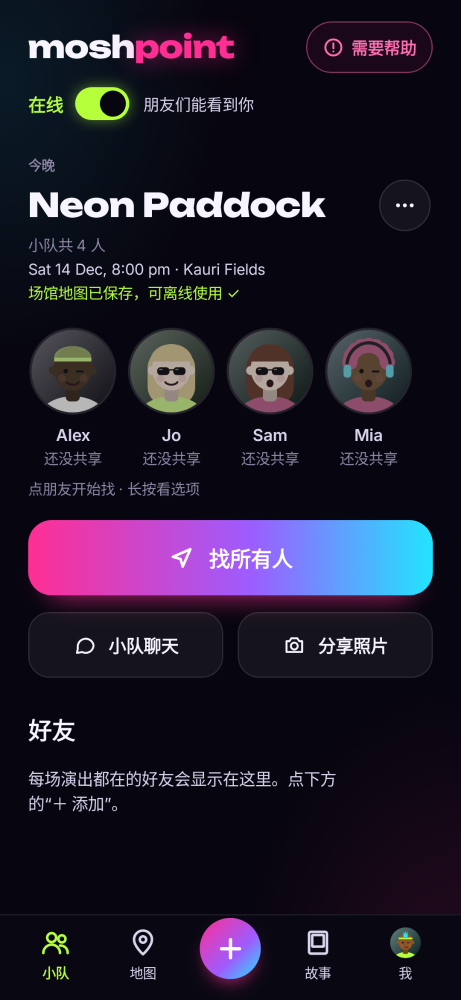 moshpoint
需要帮助
在线
朋友们能看到你
今晚
Neon Paddock
小队共 4 人
Sat 14 Dec, 8:00 pm · Kauri Fields
场馆地图已保存，可离线使用 ✓
Alex
Jo
Sam
Mia
还没共享
还没共享
还没共享
还没共享
点朋友开始找 · 长按看选项
找所有人
小队聊天
分享照片
好友
每场演出都在的好友会显示在这里。点下方
的“＋ 添加”。
小队
地图
故事
我